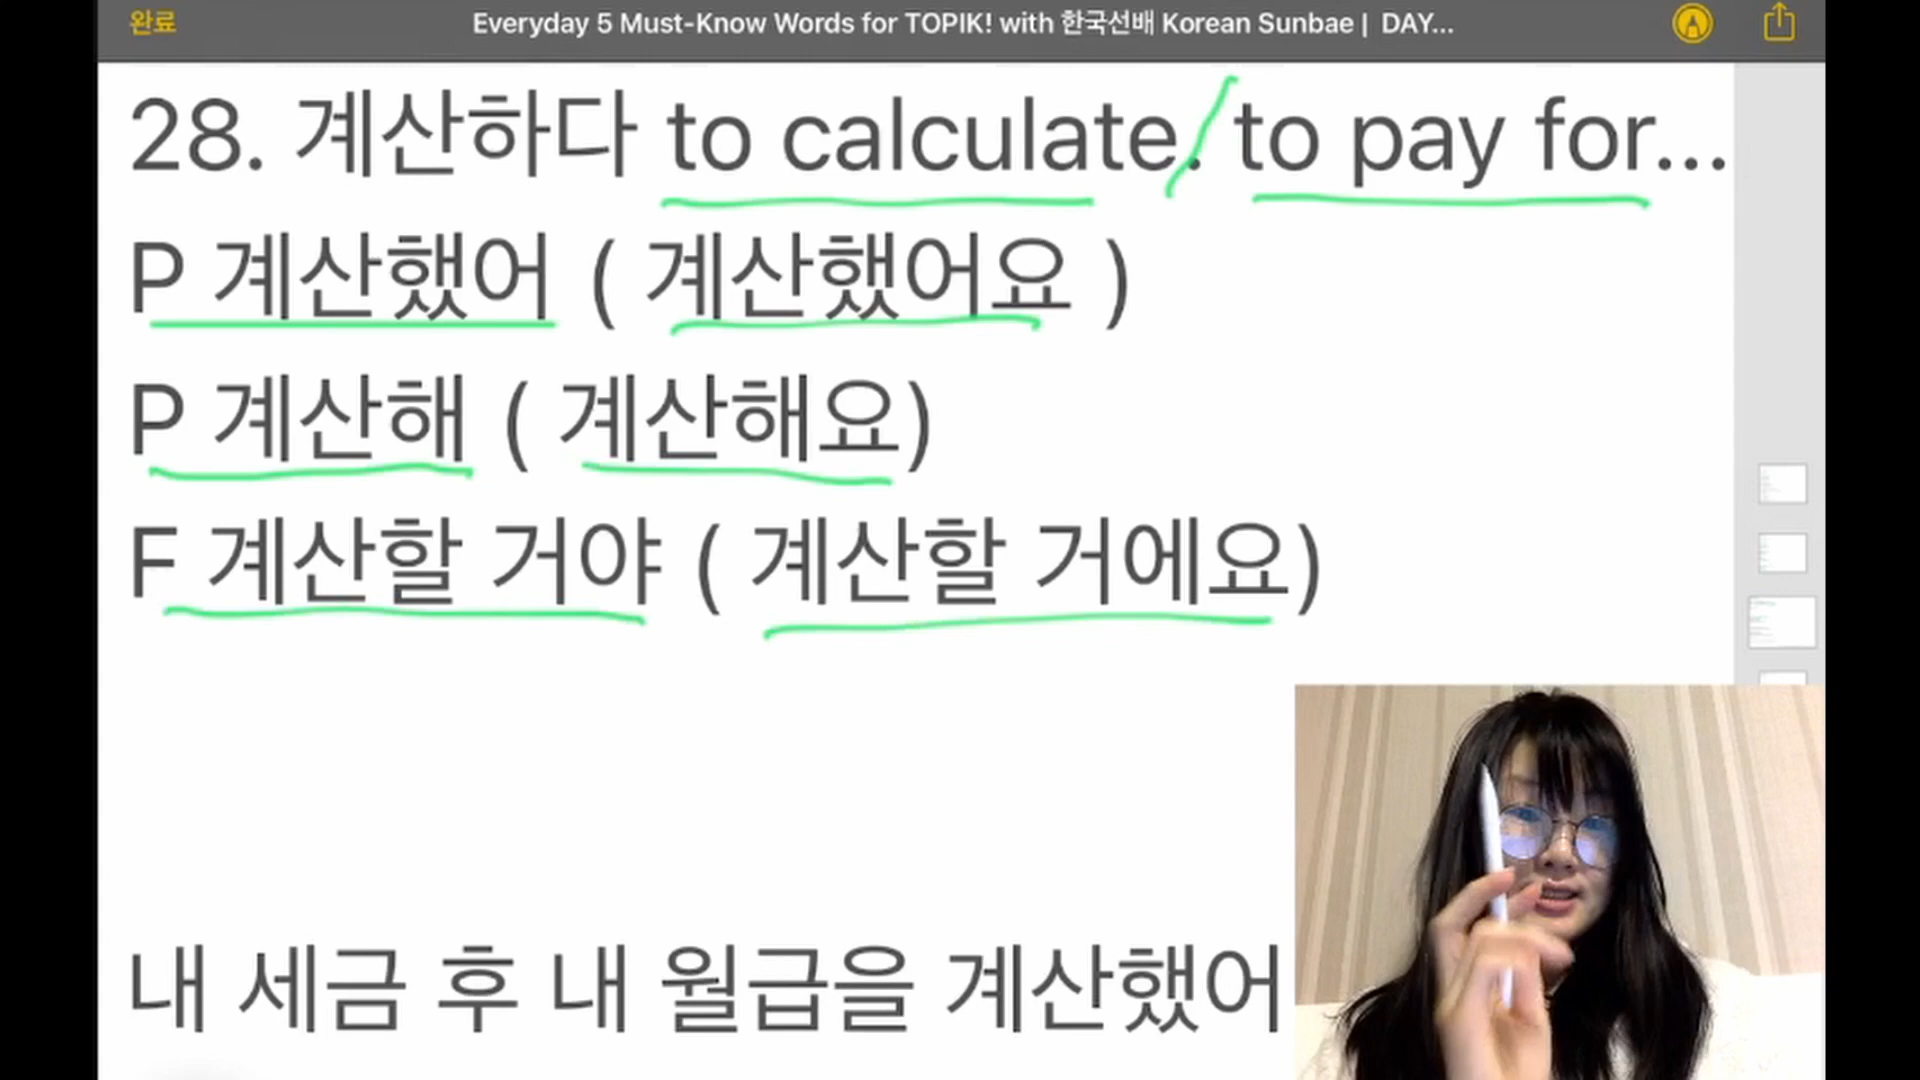 완료
Everyday 5 Must-Know Words for TOPIK! with 한국선배 Korean Sunbae | DAY...
28. 계산하다 to calculate. / to pay for...
P 계산했어 ( 계산했어요 )
P 계산해 ( 계산해요)
F 계산할 거야 ( 계산할 거에요)
내 세금 후 내 월급을 계산했어